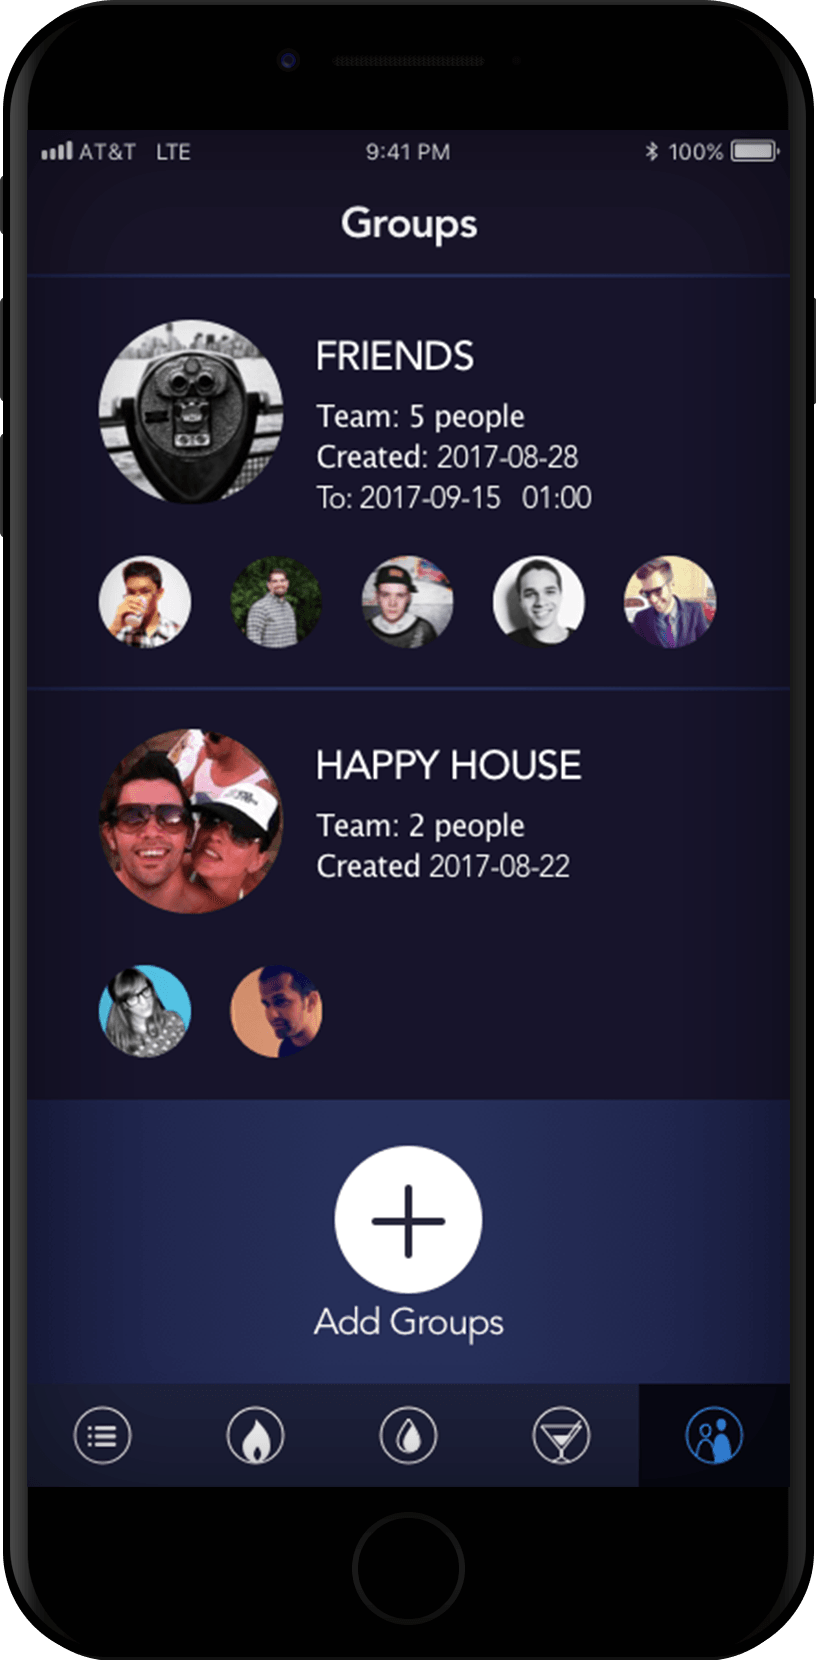 AT&T LTE 9:41 PM 100%
Groups
FRIENDS
Team: 5 people
Created: 2017-08-28
To: 2017-09-15 01:00
HAPPY HOUSE
Team: 2 people
Created 2017-08-22
Add Groups